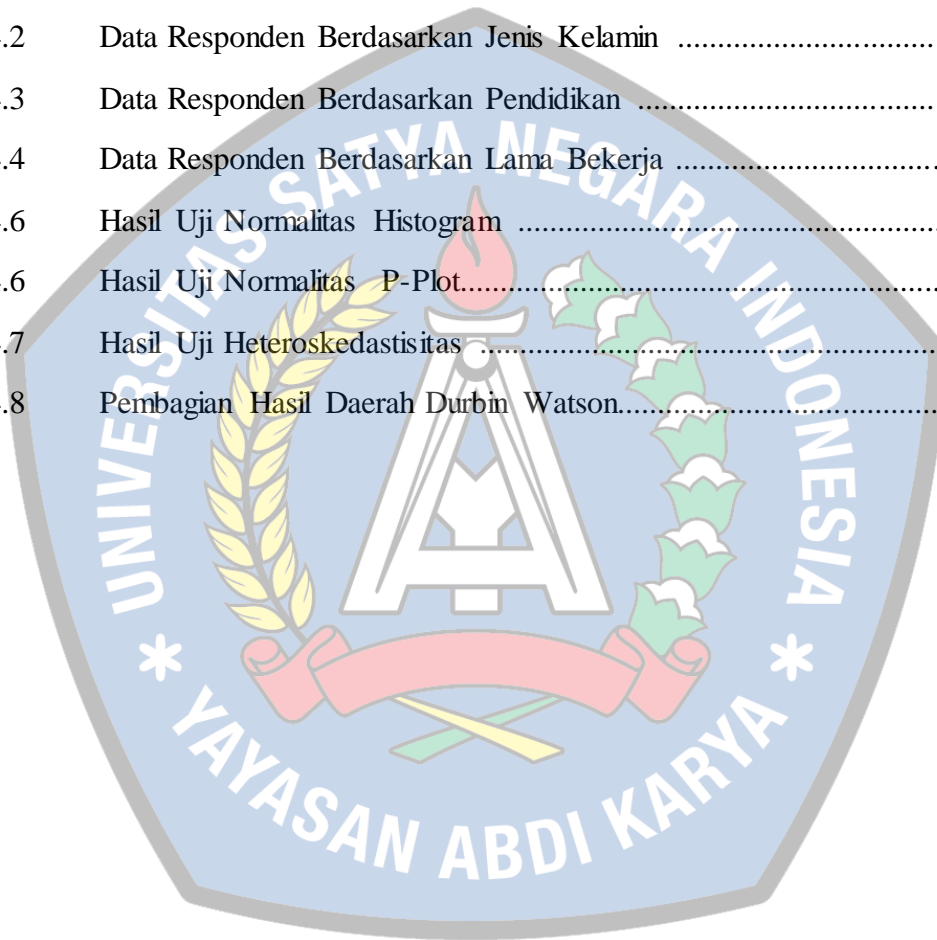 .2 Data Responden Berdasarkan Jenis Kelamin ................................
.3 Data Responden Berdasarkan Pendidikan .....................................
.4 Data Responden Berdasarkan Lama Bekerja .................................
.6 Hasil Uji Normalitas Histogram ....................................................
.6 Hasil Uji Normalitas P-Plot...........................................................
.7 Hasil Uji Heteroskedastisitas .........................................................
.8 Pembagian Hasil Daerah Durbin Watson.......................................
UNIVERSITAS SATYA NEGARA INDONESIA
* YAYASAN ABDI KARYA *